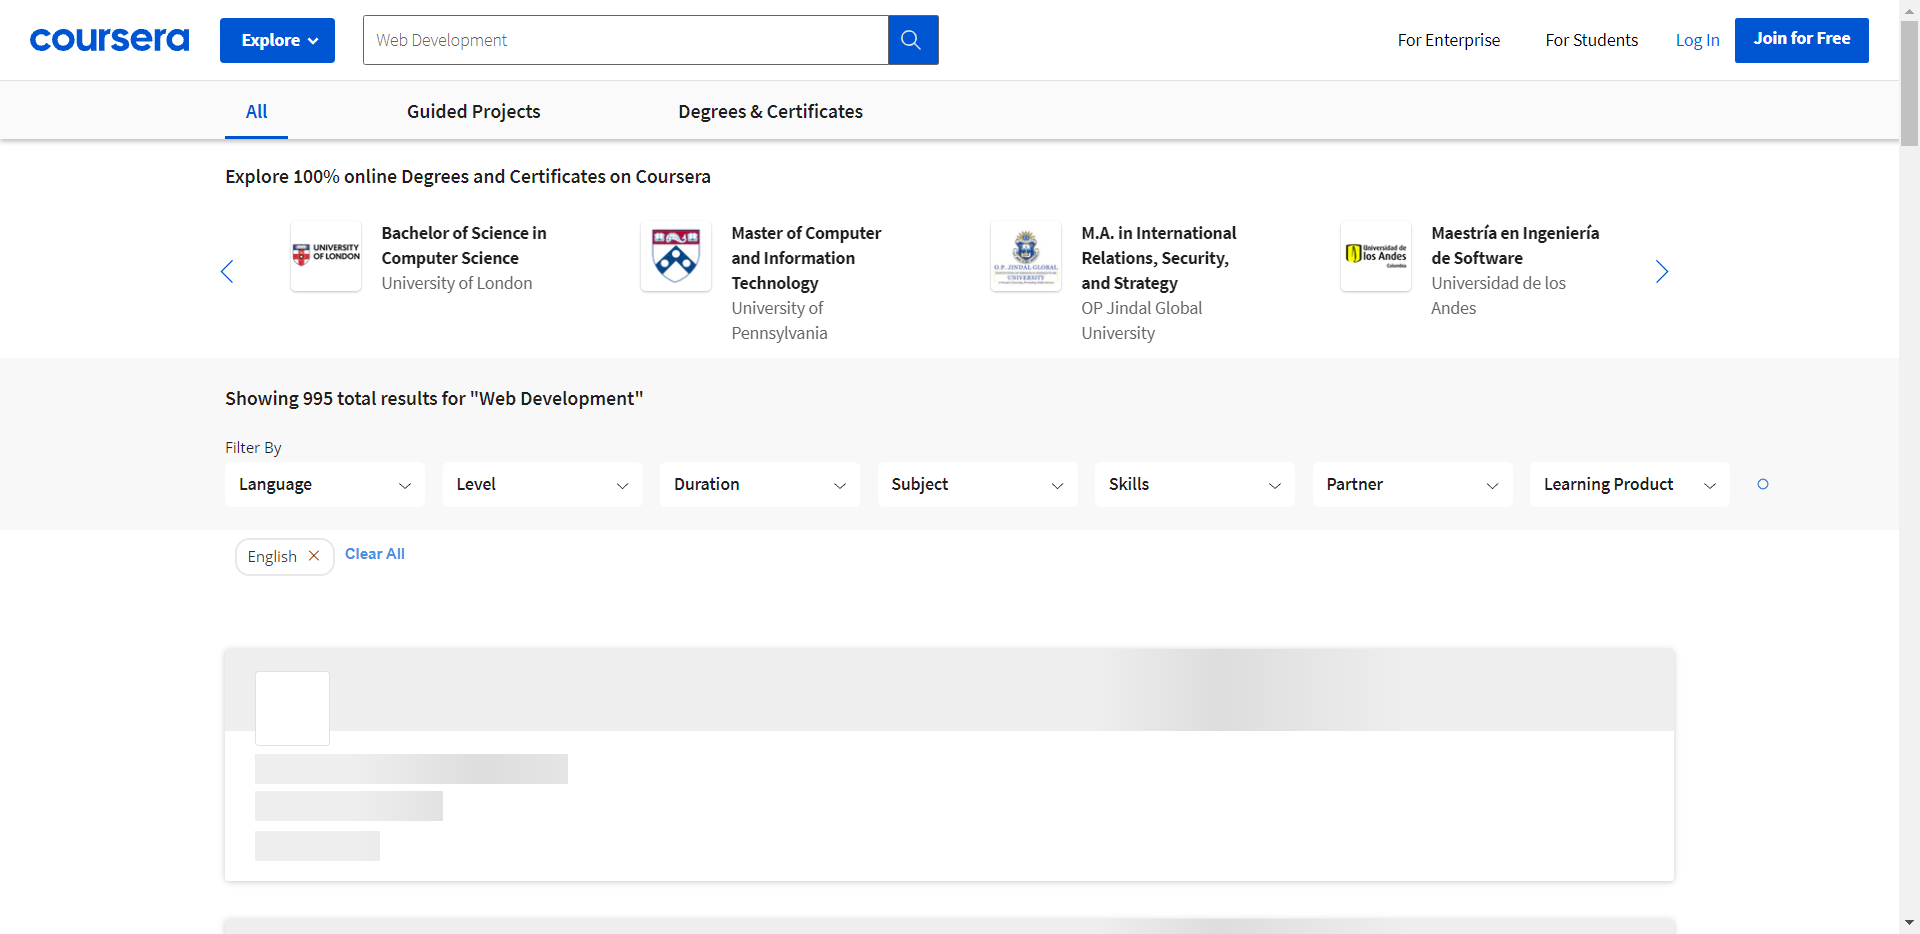 coursera
Explore
Web Development
For Enterprise
For Students
Log In
Join for Free
All
Guided Projects
Degrees & Certificates
Explore 100% online Degrees and Certificates on Coursera
UNIVERSITY
OF LONDON
Bachelor of Science in
Computer Science
University of London
Master of Computer
and Information
Technology
University of
Pennsylvania
O.P. JINDAL GLOBAL
UNIVERSITY
M.A. in International
Relations, Security,
and Strategy
OP Jindal Global
University
Universidad de
los Andes
Colombia
Maestría en Ingeniería
de Software
Universidad de los
Andes
Showing 995 total results for "Web Development"
Filter By
Language
Level
Duration
Subject
Skills
Partner
Learning Product
English
Clear All